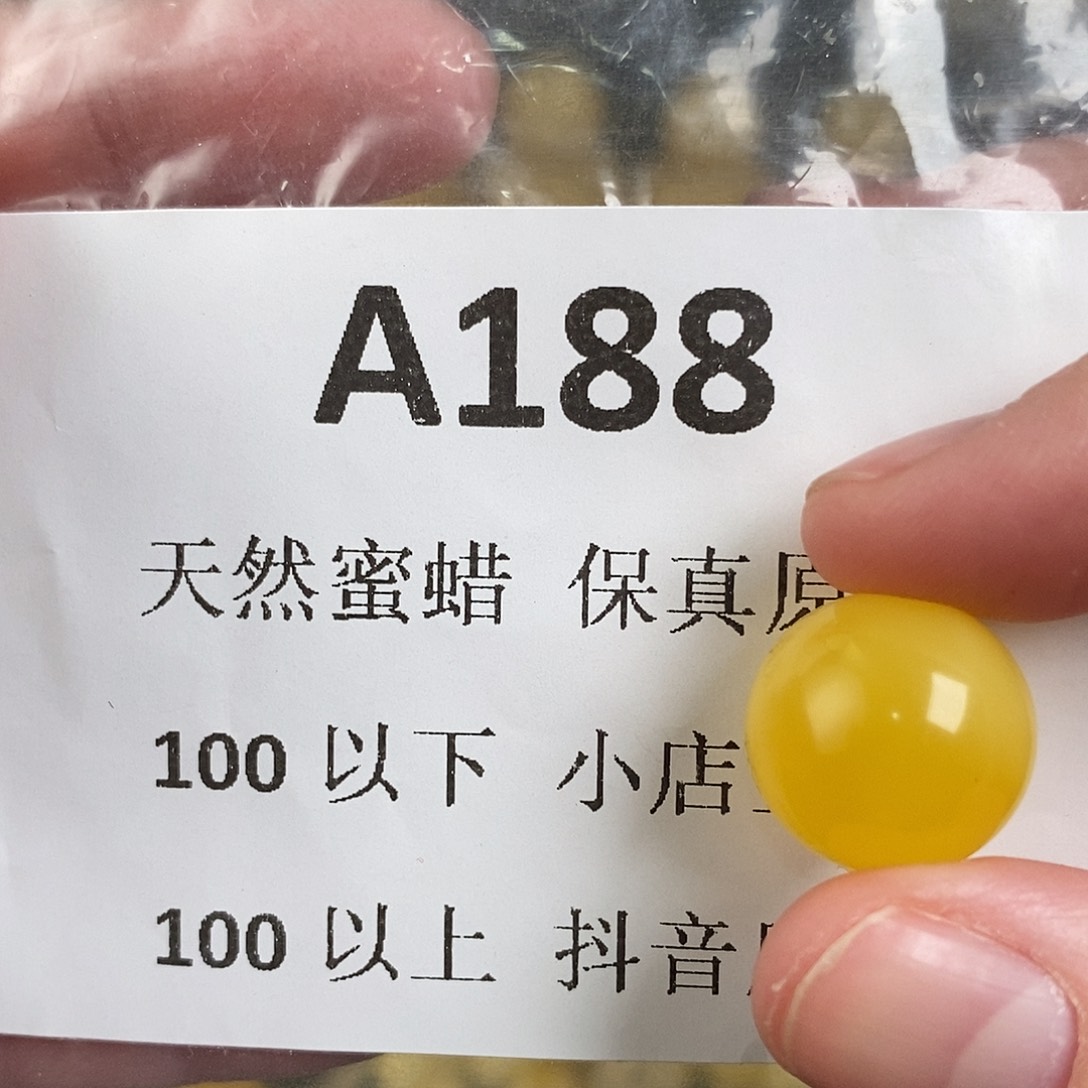 A188
天然蜜蜡 保真原
100 以下 小店
100 以上 抖音